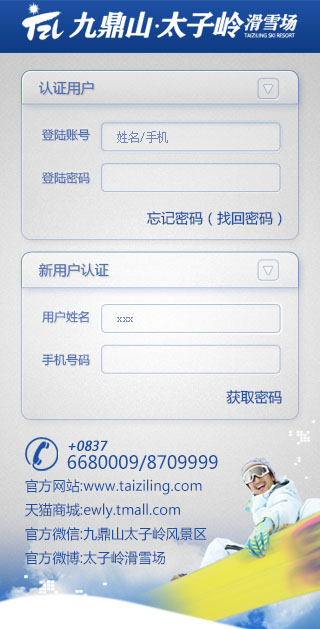 TZL 九鼎山·太子岭滑雪场
TAIZILING SKI RESORT
认证用户
登陆账号 姓名/手机
登陆密码
忘记密码（找回密码）
新用户认证
用户姓名 xxx
手机号码
获取密码
+0837
6680009/8709999
官方网站:www.taiziling.com
天猫商城:ewly.tmall.com
官方微信:九鼎山太子岭风景区
官方微博:太子岭滑雪场